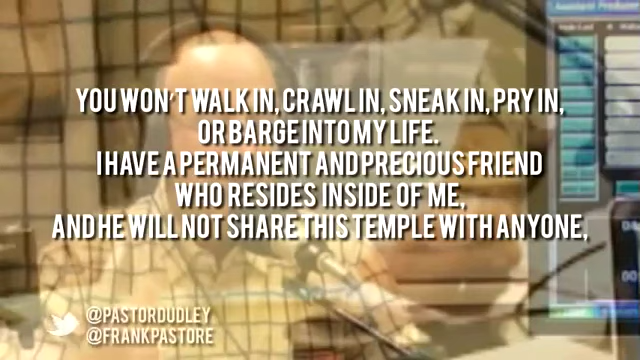 YOU WON'T WALK IN, CRAWL IN, SNEAK IN, PRY IN,
OR BARGE INTO MY LIFE.
I HAVE A PERMANENT AND PRECIOUS FRIEND
WHO RESIDES INSIDE OF ME,
AND HE WILL NOT SHARE THIS TEMPLE WITH ANYONE,
@PASTORDUDLEY
@FRANKPASTORE